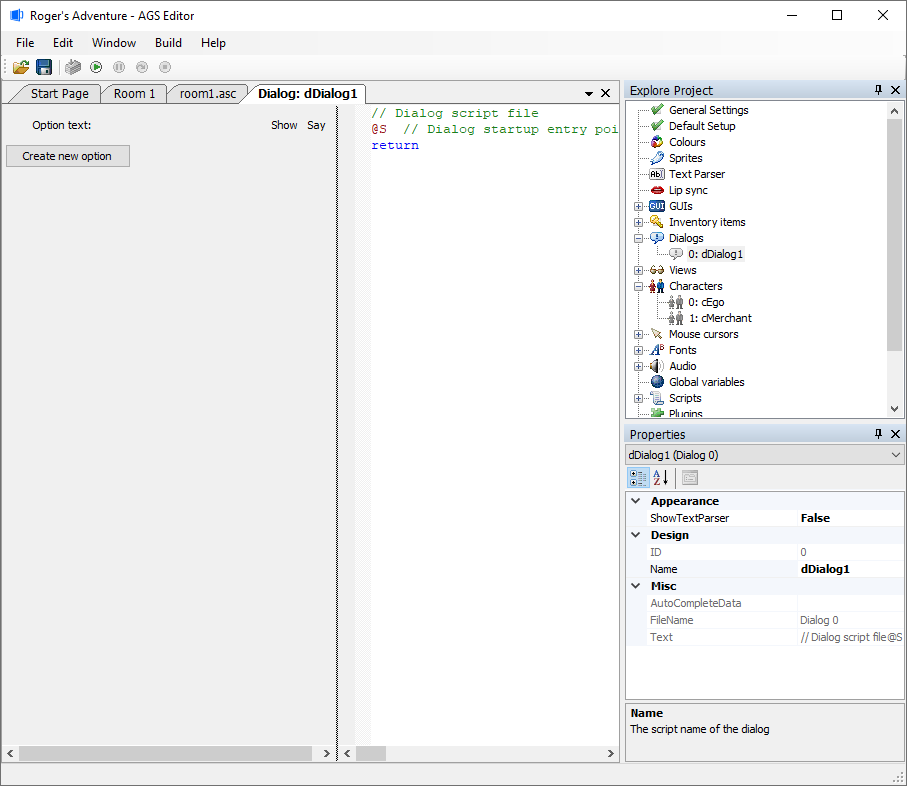 Roger's Adventure - AGS Editor
File Edit Window Build Help
Start Page Room 1 room1.asc Dialog: dDialog1
Option text: Show Say
Create new option
// Dialog script file
@S // Dialog startup entry poi
return
Explore Project
General Settings
Default Setup
Colours
Sprites
Ab Text Parser
Lip sync
GUI GUIs
Inventory items
Dialogs
0: dDialog1
Views
Characters
0: cEgo
1: cMerchant
Mouse cursors
Fonts
Audio
Global variables
Scripts
Plugins
Properties
dDialog1 (Dialog 0)
Appearance
ShowTextParser False
Design
ID 0
Name dDialog1
Misc
AutoCompleteData
FileName Dialog 0
Text // Dialog script file@S
Name
The script name of the dialog